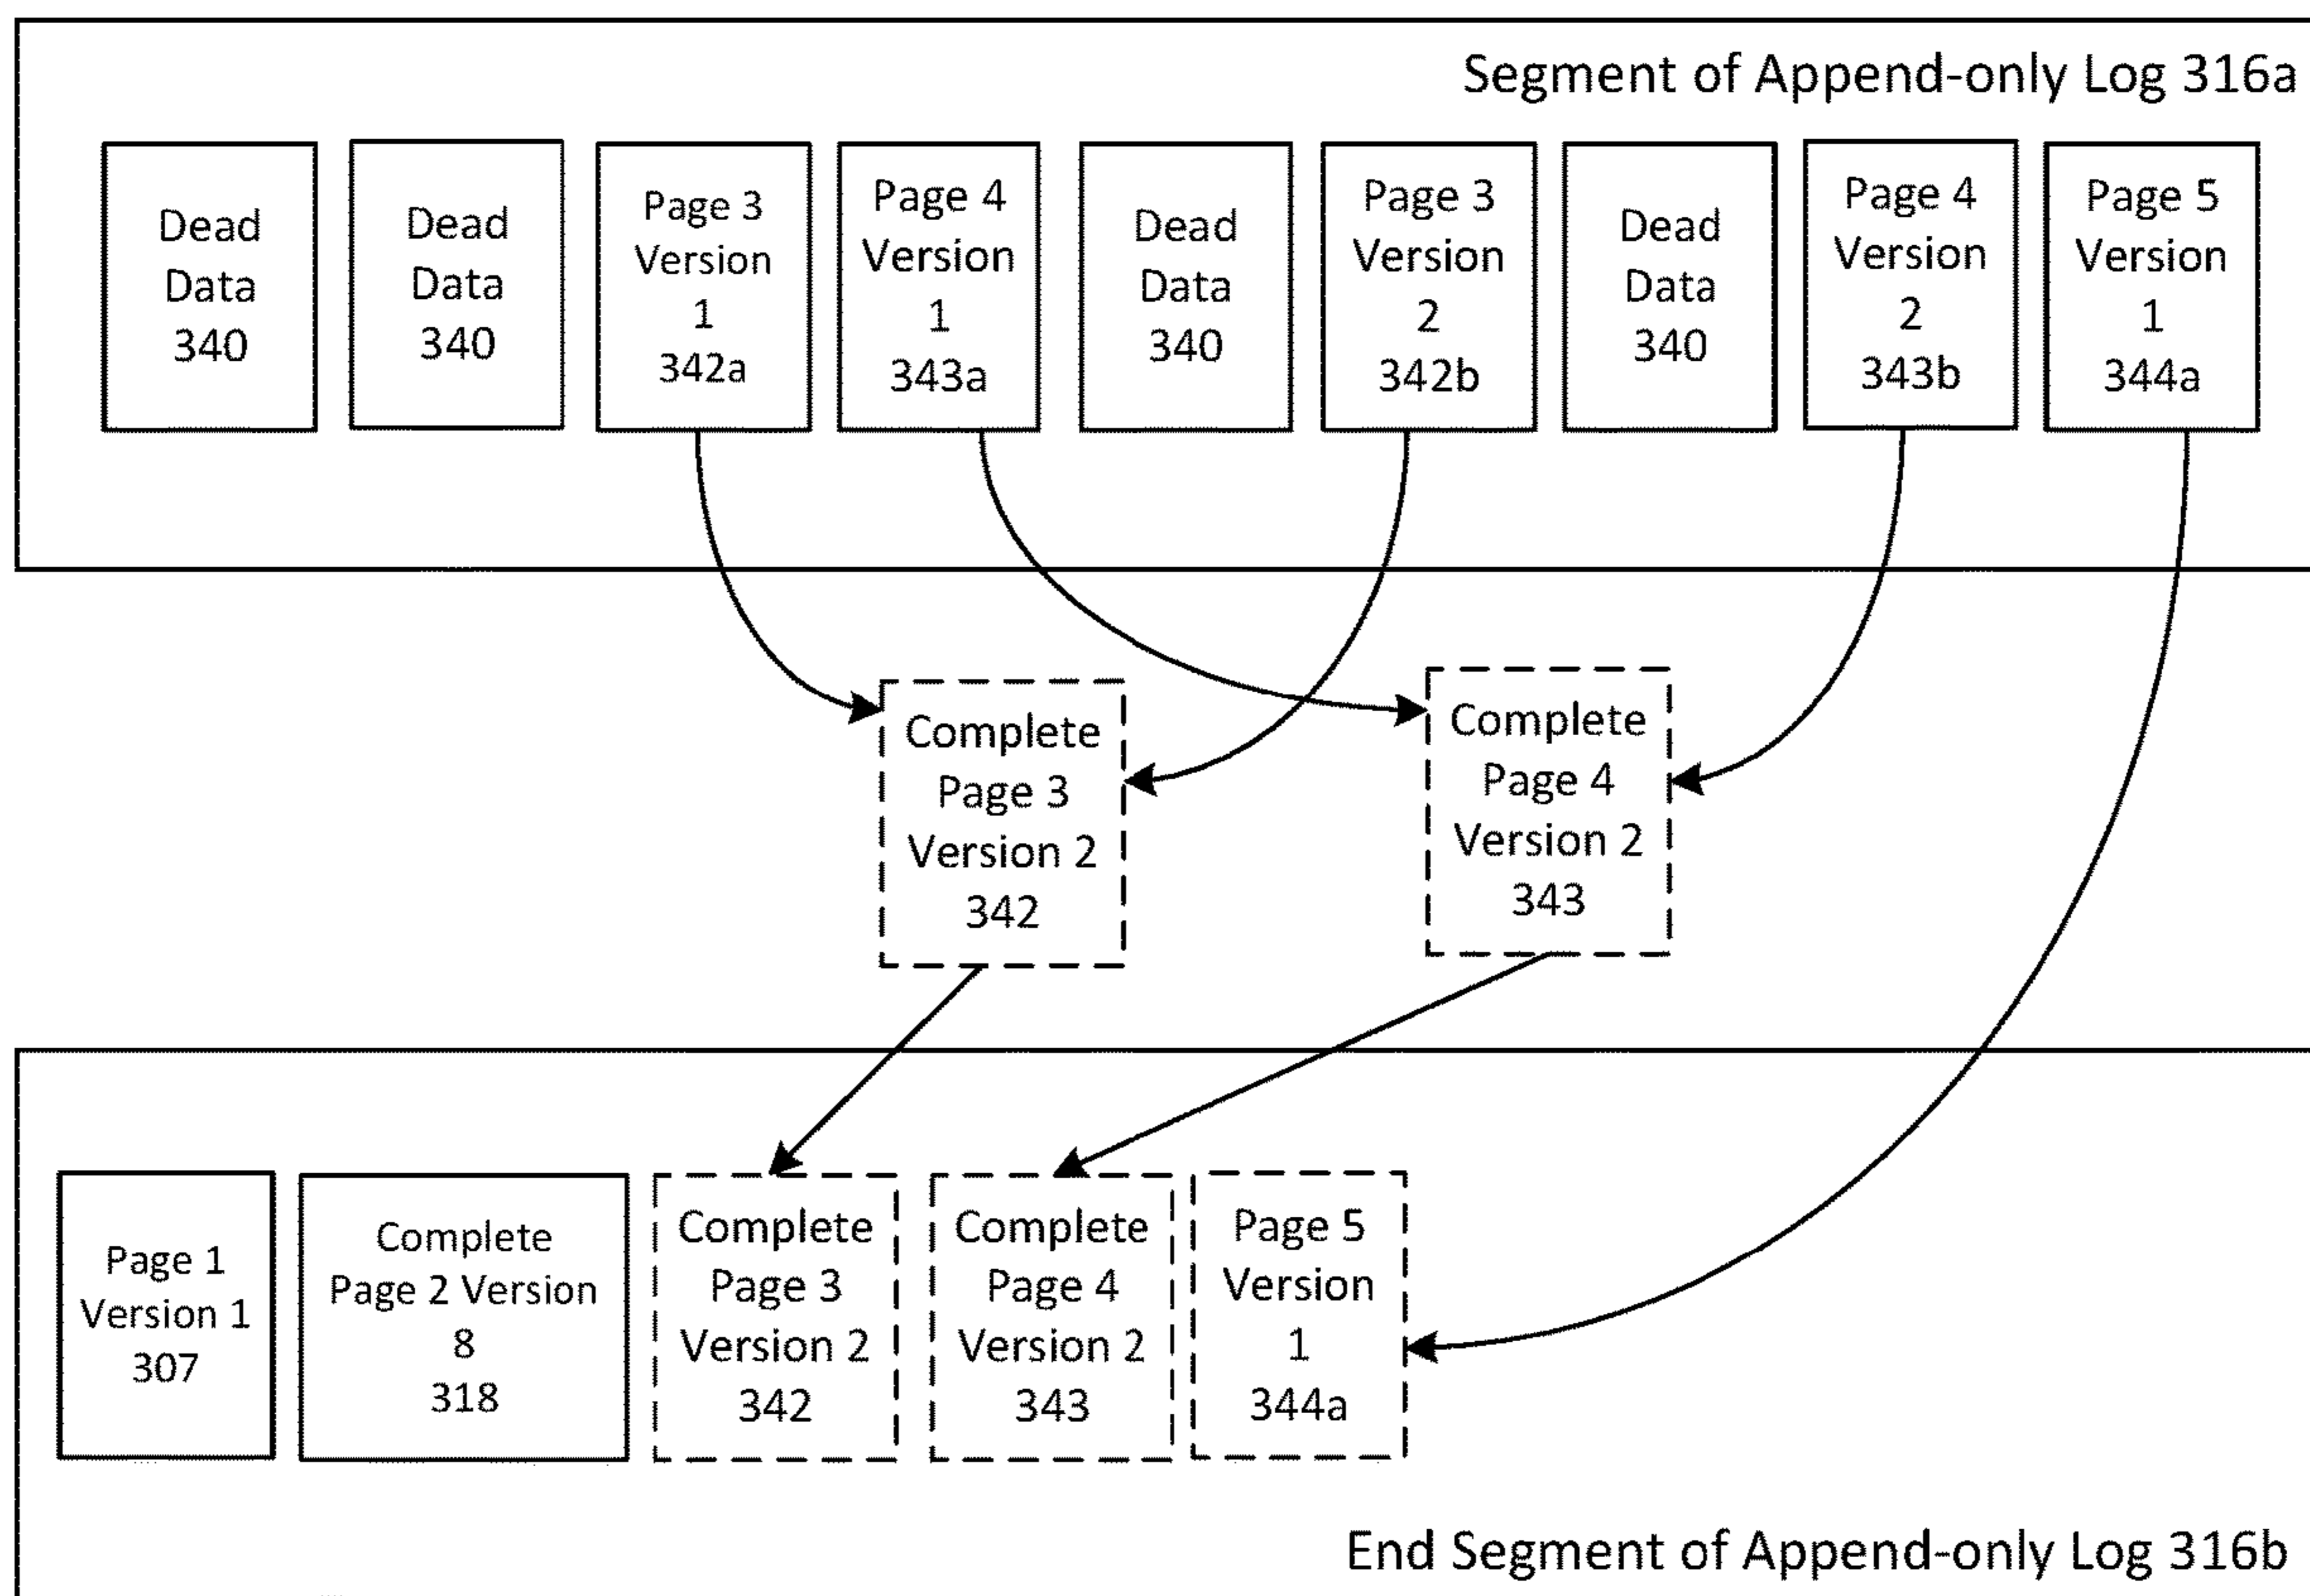 Segment of Append-only Log 316a
Dead
Data
340
Dead
Data
340
Page 3
Version
1
342a
Page 4
Version
1
343a
Dead
Data
340
Page 3
Version
2
342b
Dead
Data
340
Page 4
Version
2
343b
Page 5
Version
1
344a
Complete
Page 3
Version 2
342
Complete
Page 4
Version 2
343
Page 1
Version 1
307
Complete
Page 2 Version
8
318
Complete
Page 3
Version 2
342
Complete
Page 4
Version 2
343
Page 5
Version
1
344a
End Segment of Append-only Log 316b